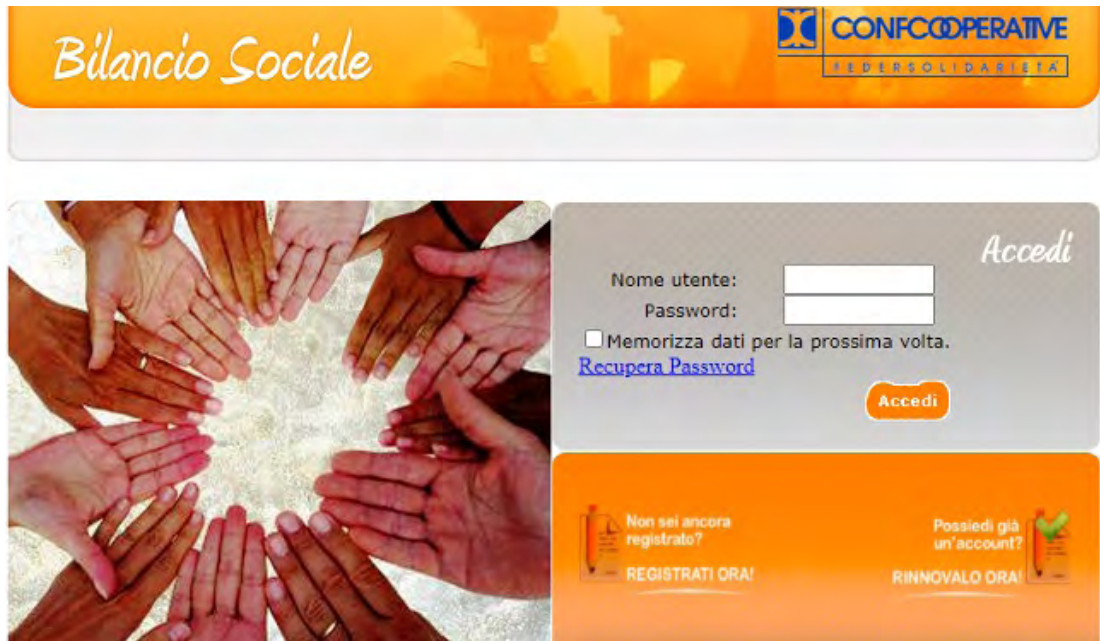 Bilancio Sociale
CONFCOOPERATIVE
FEDERSOLIDARIETÀ
Accedi
Nome utente:
Password:
Memorizza dati per la prossima volta.
Recupera Password
Accedi
Non sei ancora
registrato?
REGISTRATI ORA!
Possiedi già
un'account?
RINNOVALO ORA!